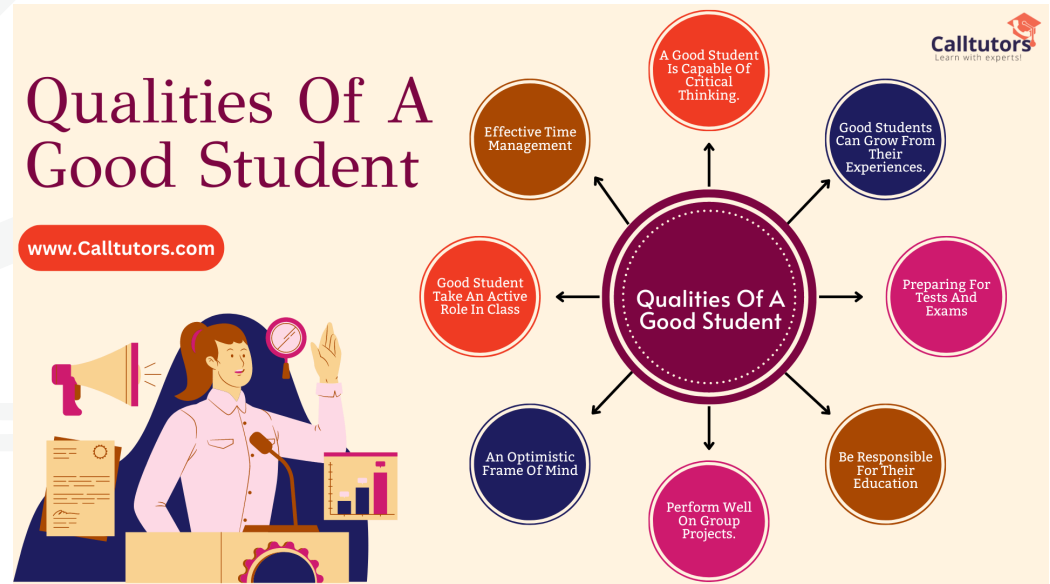 Qualities Of A
Good Student
www.Calltutors.com
Calltutors
Learn with experts!
A Good Student
Is Capable Of
Critical
Thinking.
Good Students
Can Grow From
Their
Experiences.
Preparing For
Tests And
Exams
Be Responsible
For Their
Education
Perform Well
On Group
Projects.
An Optimistic
Frame Of Mind
Good Student
Take An Active
Role In Class
Effective Time
Management
Qualities Of A
Good Student